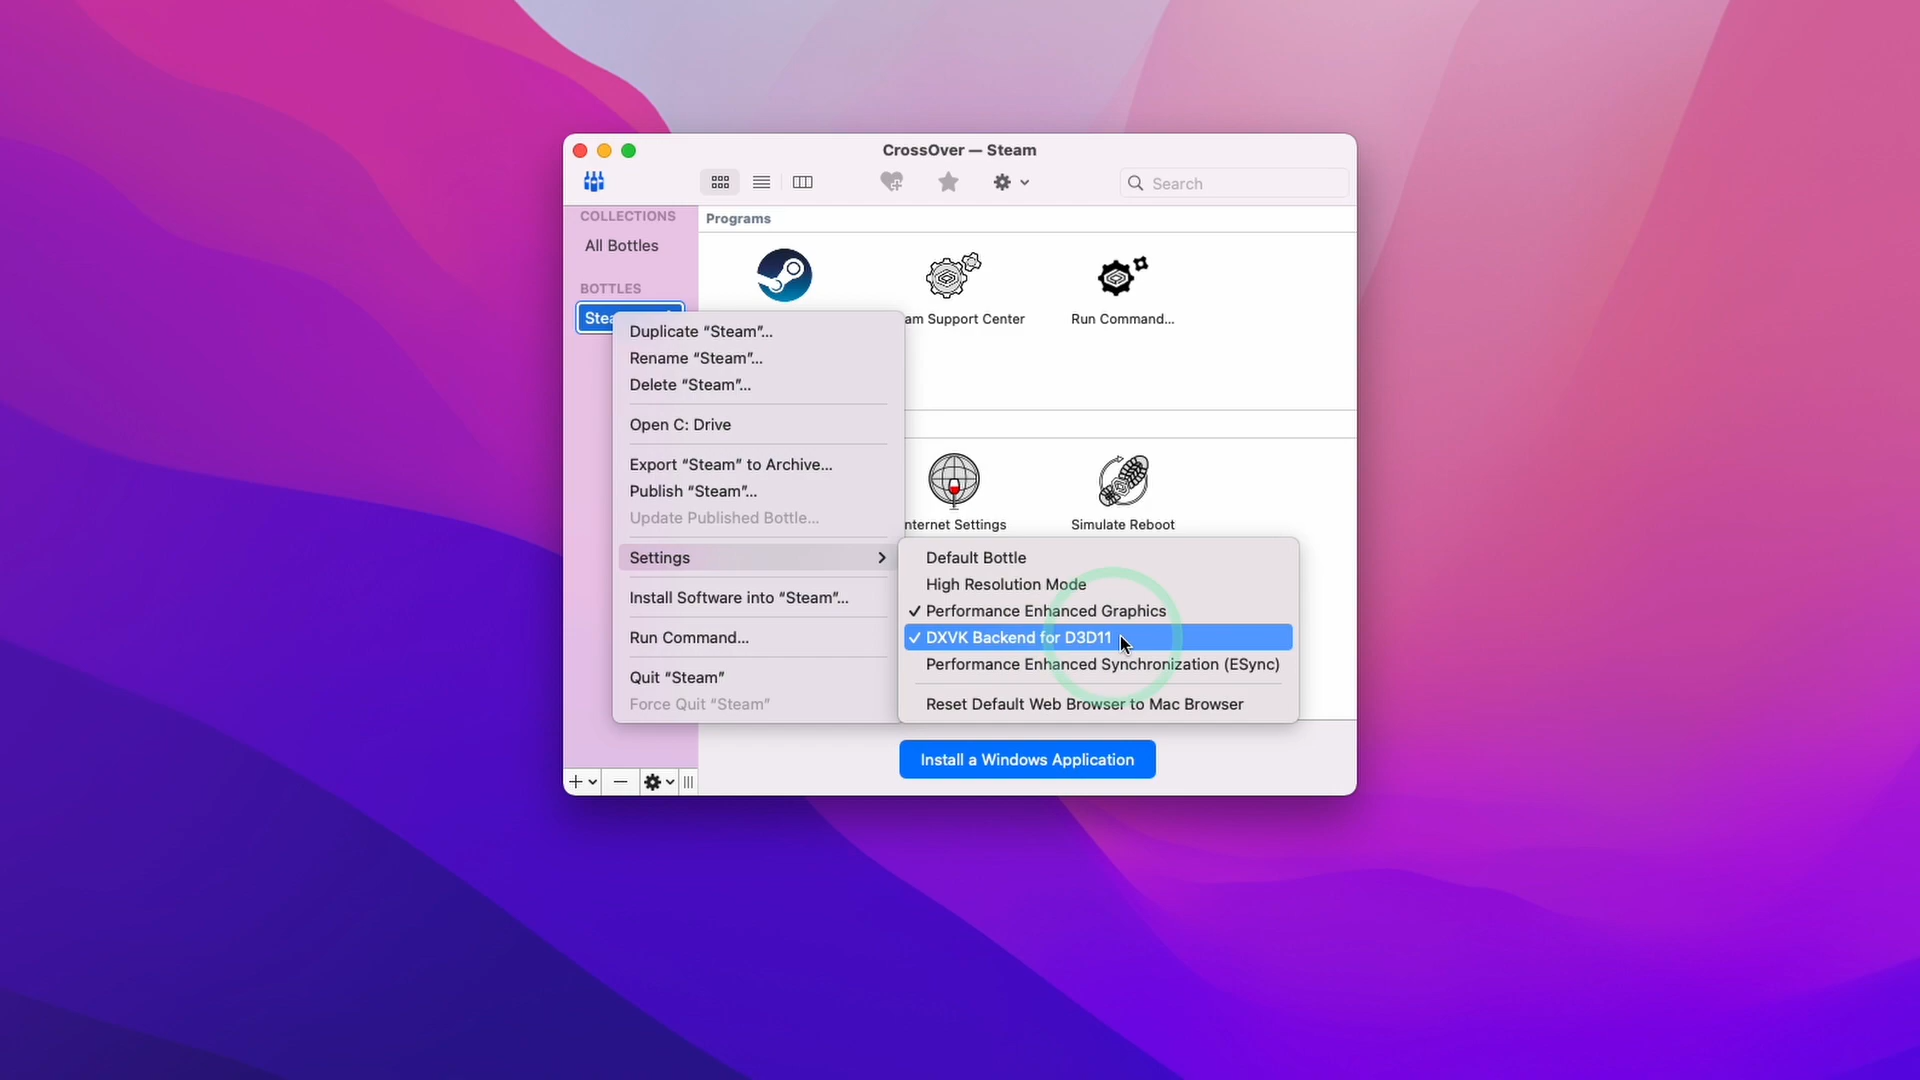 CrossOver — Steam
Search
COLLECTIONS
All Bottles
BOTTLES
Programs
am Support Center
Run Command...
nternet Settings
Simulate Reboot
Duplicate “Steam”...
Rename “Steam”...
Delete “Steam”...
Open C: Drive
Export “Steam” to Archive...
Publish “Steam”...
Update Published Bottle...
Settings
Install Software into “Steam”...
Run Command...
Quit “Steam”
Force Quit “Steam”
Default Bottle
High Resolution Mode
Performance Enhanced Graphics
DXVK Backend for D3D11
Performance Enhanced Synchronization (ESync)
Reset Default Web Browser to Mac Browser
Install a Windows Application